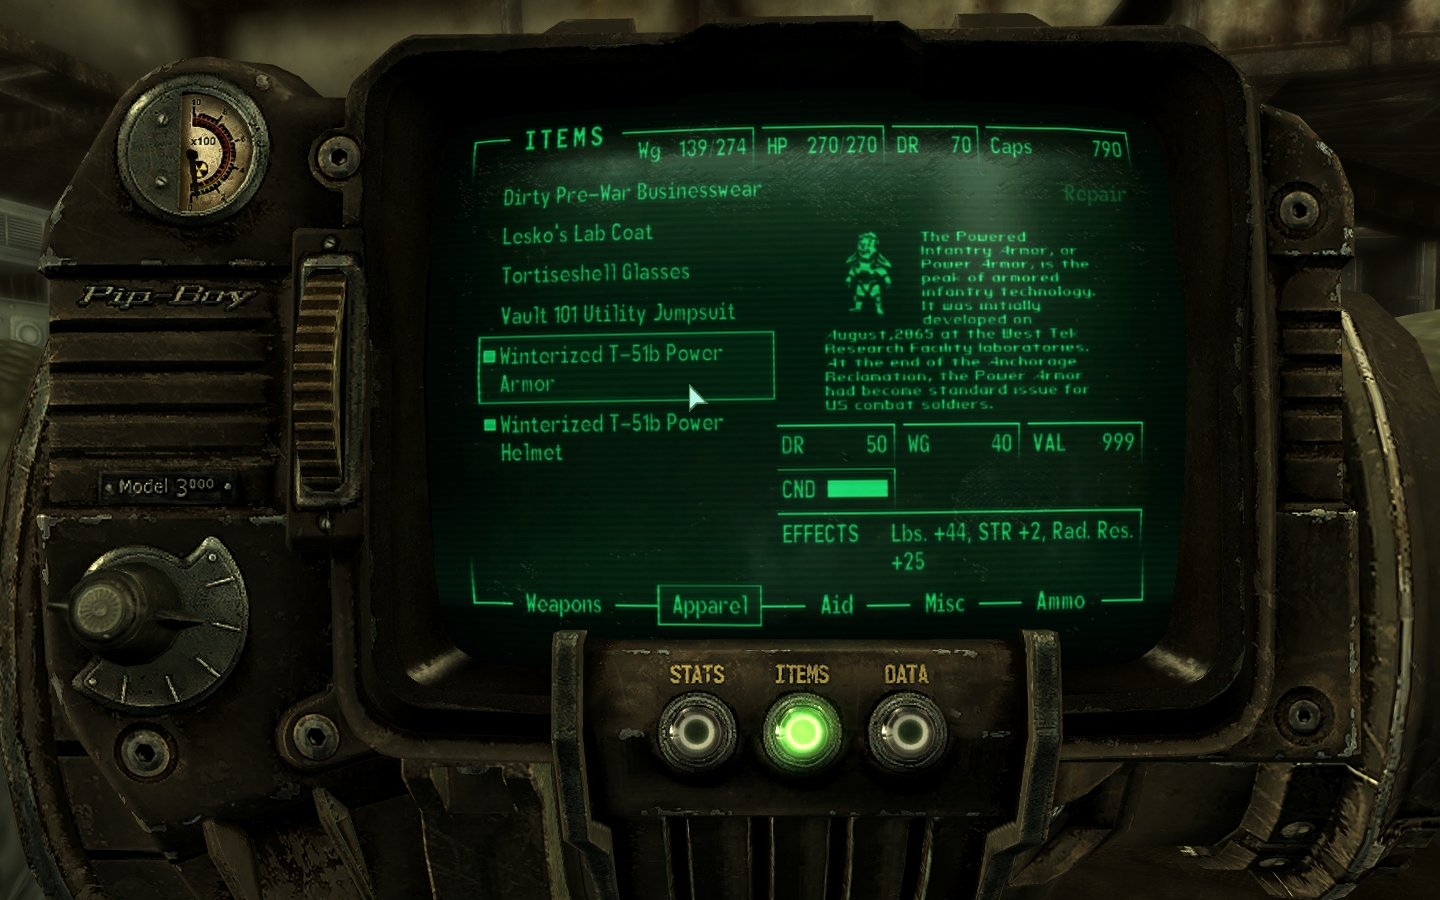 ITEMS Wg 139/274 HP 270/270 DR 70 Caps 790
Dirty Pre-War Businesswear
Repair
Lesko's Lab Coat
Tortiseshell Glasses
Vault 101 Utility Jumpsuit
Winterized T-51b Power
Armor
Winterized T-51b Power
Helmet
The Powered
Infantry Armor, or
Power Armor, is the
peak of armored
infantry technology.
It was initially
developed in
August,2065 at the West Tek
Research Facility laboratories.
At the end of the Anchorage
Reclamation, the Power Armor
had become standard issue for
US combat soldiers.
DR 50 WG 40 VAL 999
CND
EFFECTS Lbs. +44, STR +2, Rad. Res.
+25
Weapons Apparel Aid Misc Ammo
STATS ITEMS DATA
x100
Pip-Boy
Model 3000